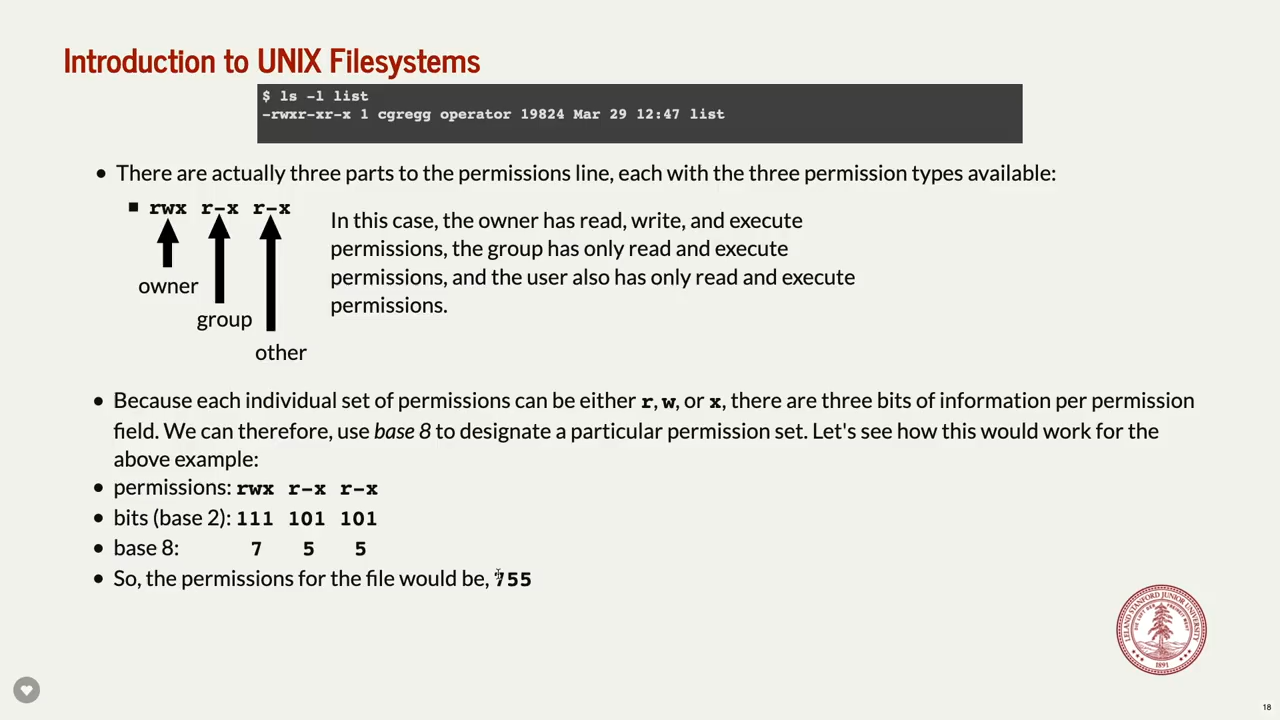 Introduction to UNIX Filesystems
$ ls -l list
-rwxr-xr-x 1 cgregg operator 19824 Mar 29 12:47 list
• There are actually three parts to the permissions line, each with the three permission types available:
■ rwx r-x r-x
owner
group
other
In this case, the owner has read, write, and execute
permissions, the group has only read and execute
permissions, and the user also has only read and execute
permissions.
• Because each individual set of permissions can be either r, w, or x, there are three bits of information per permission
field. We can therefore, use base 8 to designate a particular permission set. Let's see how this would work for the
above example:
• permissions: rwx r-x r-x
• bits (base 2): 111 101 101
• base 8: 7 5 5
• So, the permissions for the file would be, 755
LELAND STANFORD JUNIOR UNIVERSITY
1891
18